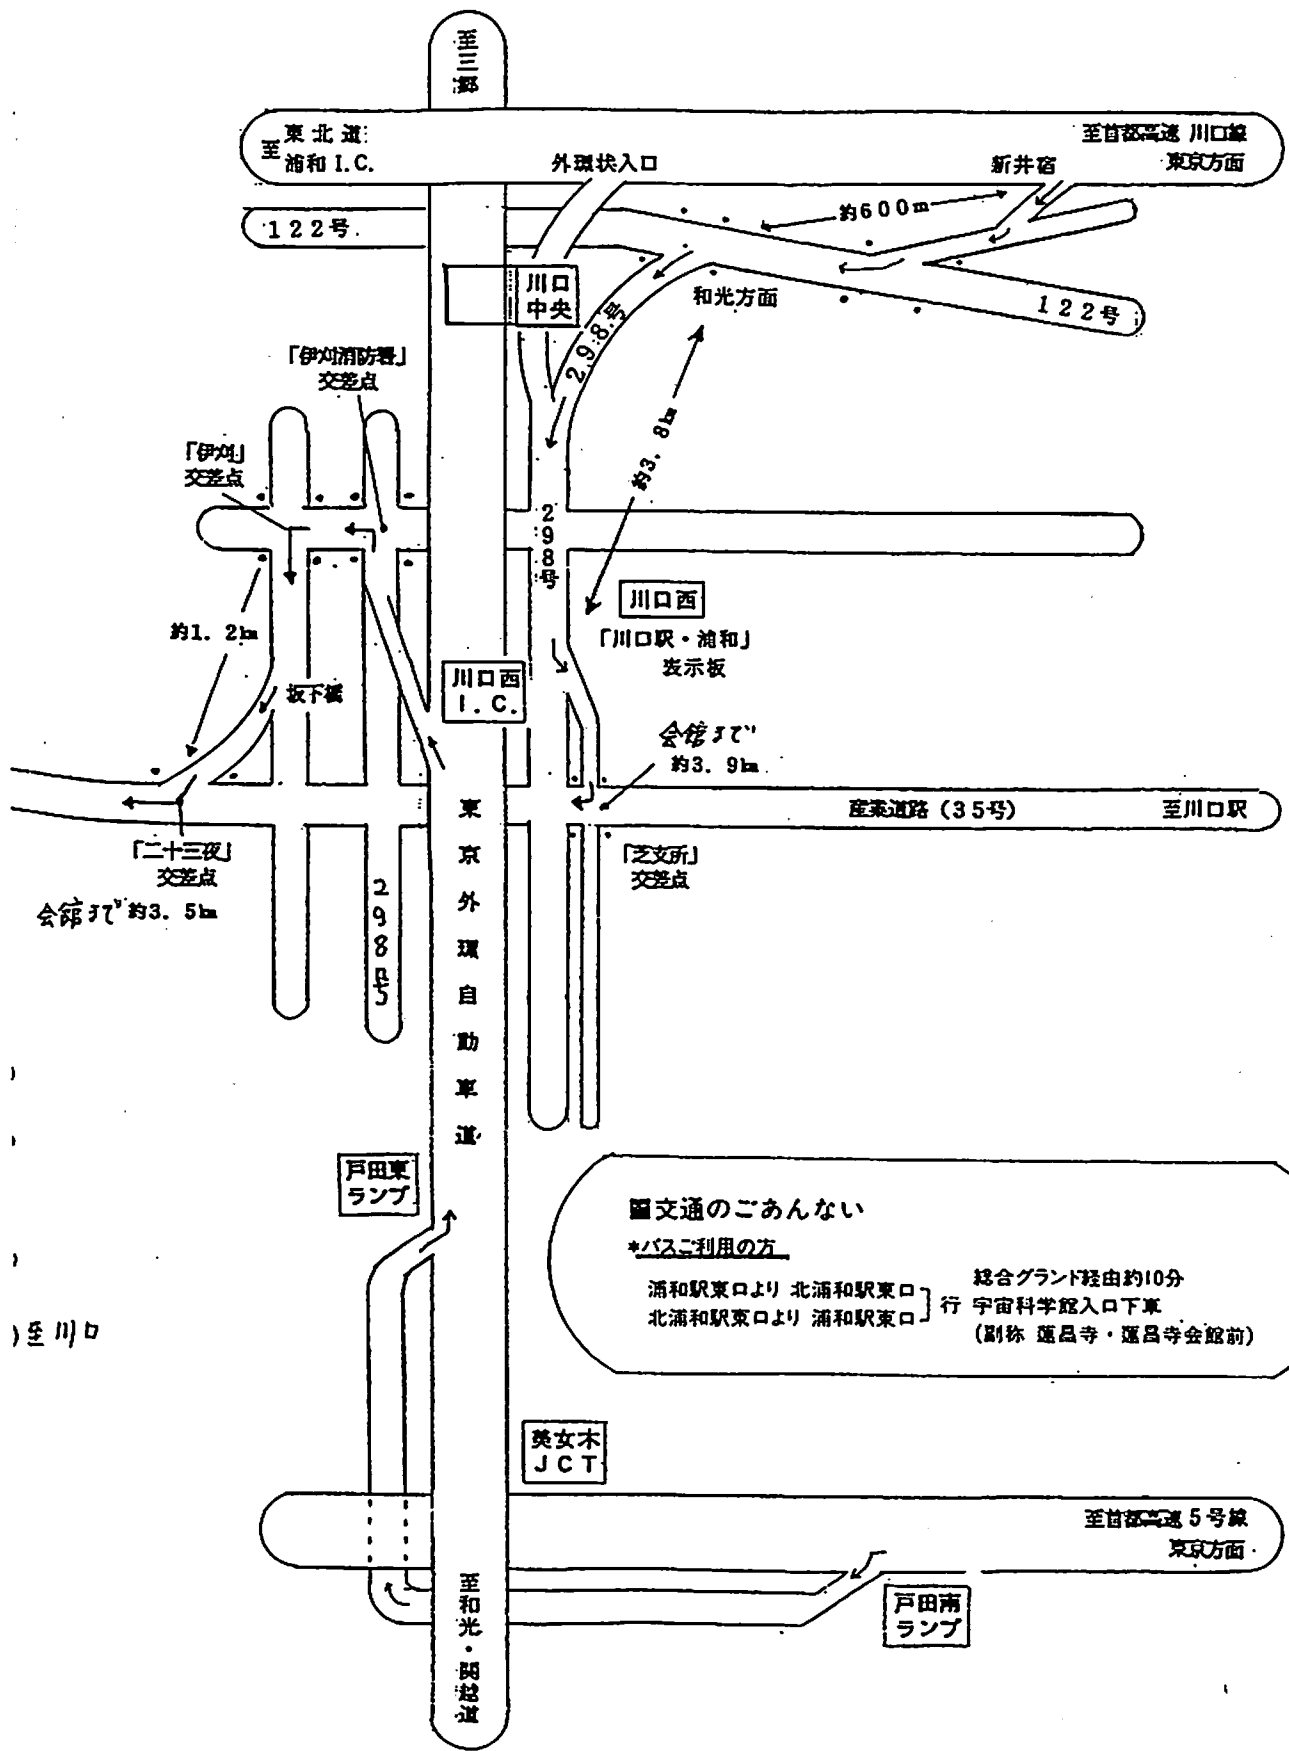 至三郷
至 東北道
浦和 I.C.
外環状入口
新井宿
至首都高速 川口線
東京方面
122号
約600m
川口
中央
和光方面
122号
298号
「伊刈消防署」
交差点
「伊刈」
交差点
約3.8km
298号
川口西
「川口駅・浦和」
表示板
約1.2km
坂下橋
川口西
I.C.
会館まで
約3.9km
産業道路(35号)
至川口駅
「二十三夜」
交差点
会館まで約3.5km
「芝支所」
交差点
298号
東京外環自動車道
戸田東
ランプ
交通のごあんない
*バスご利用の方
浦和駅東口より 北浦和駅東口
北浦和駅東口より 浦和駅東口
行
総合グランド経由約10分
宇宙科学館入口下車
(副称 蓮昌寺・蓮昌寺会館前)
至川口
美女木
JCT
至首都高速5号線
東京方面
戸田南
ランプ
至和光・関越道